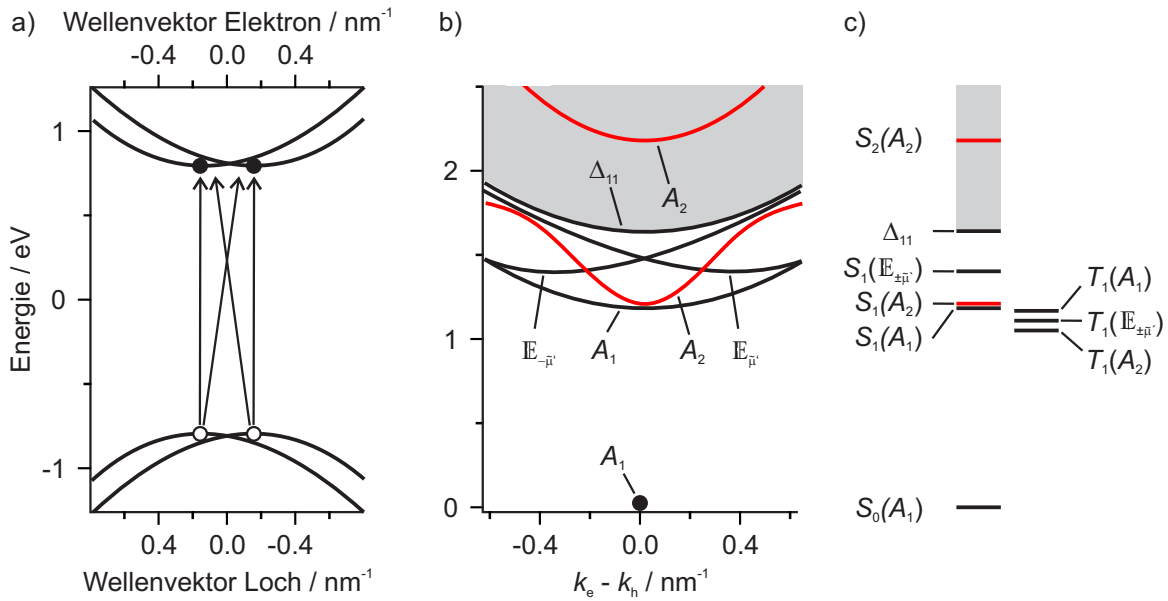 a)
Wellenvektor Elektron / nm⁻¹
-0.4 0.0 0.4
Energie / eV
1
0
-1
0.4 0.0 -0.4
Wellenvektor Loch / nm⁻¹
b)
2
1
0
Δ₁₁
A₂
𝔼₋μ̃‘
A₁
A₂
𝔼μ̃‘
A₁
-0.4 0.0 0.4
kₑ - kₕ / nm⁻¹
c)
S₂(A₂)
Δ₁₁
S₁(𝔼±μ̃‘)
S₁(A₂)
S₁(A₁)
T₁(A₁)
T₁(𝔼±μ̃‘)
T₁(A₂)
S₀(A₁)